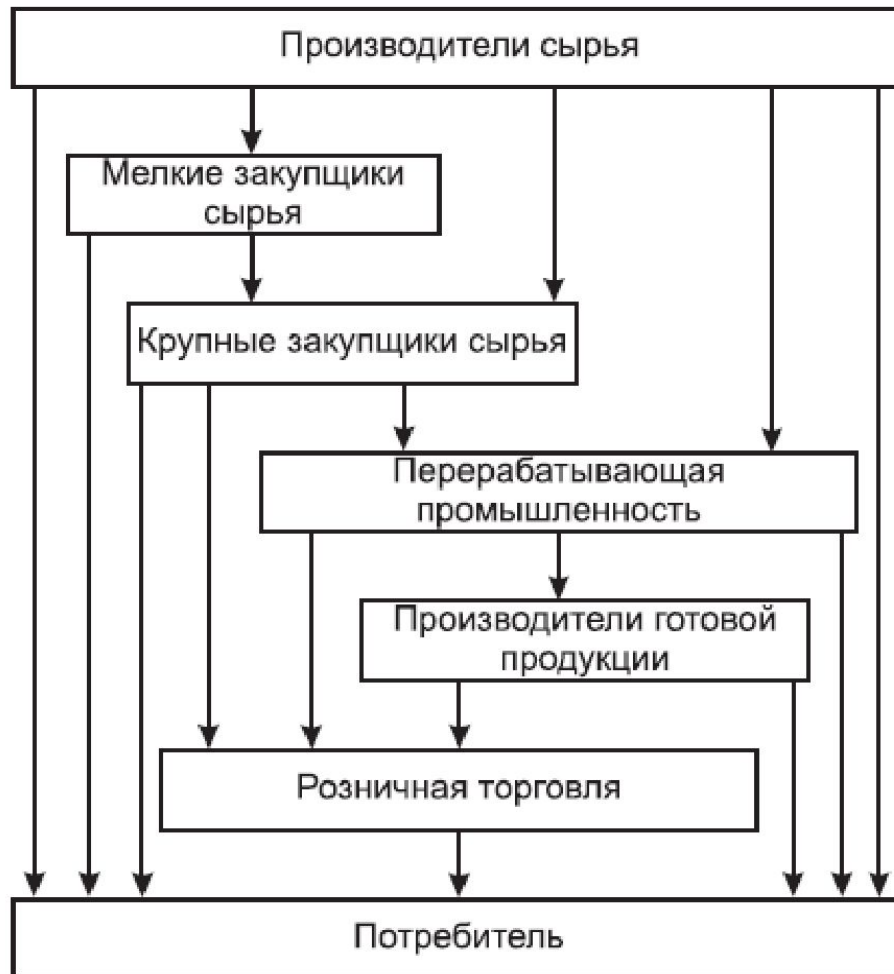 Производители сырья
Мелкие закупщики
сырья
Крупные закупщики сырья
Перерабатывающая
промышленность
Производители готовой
продукции
Розничная торговля
Потребитель